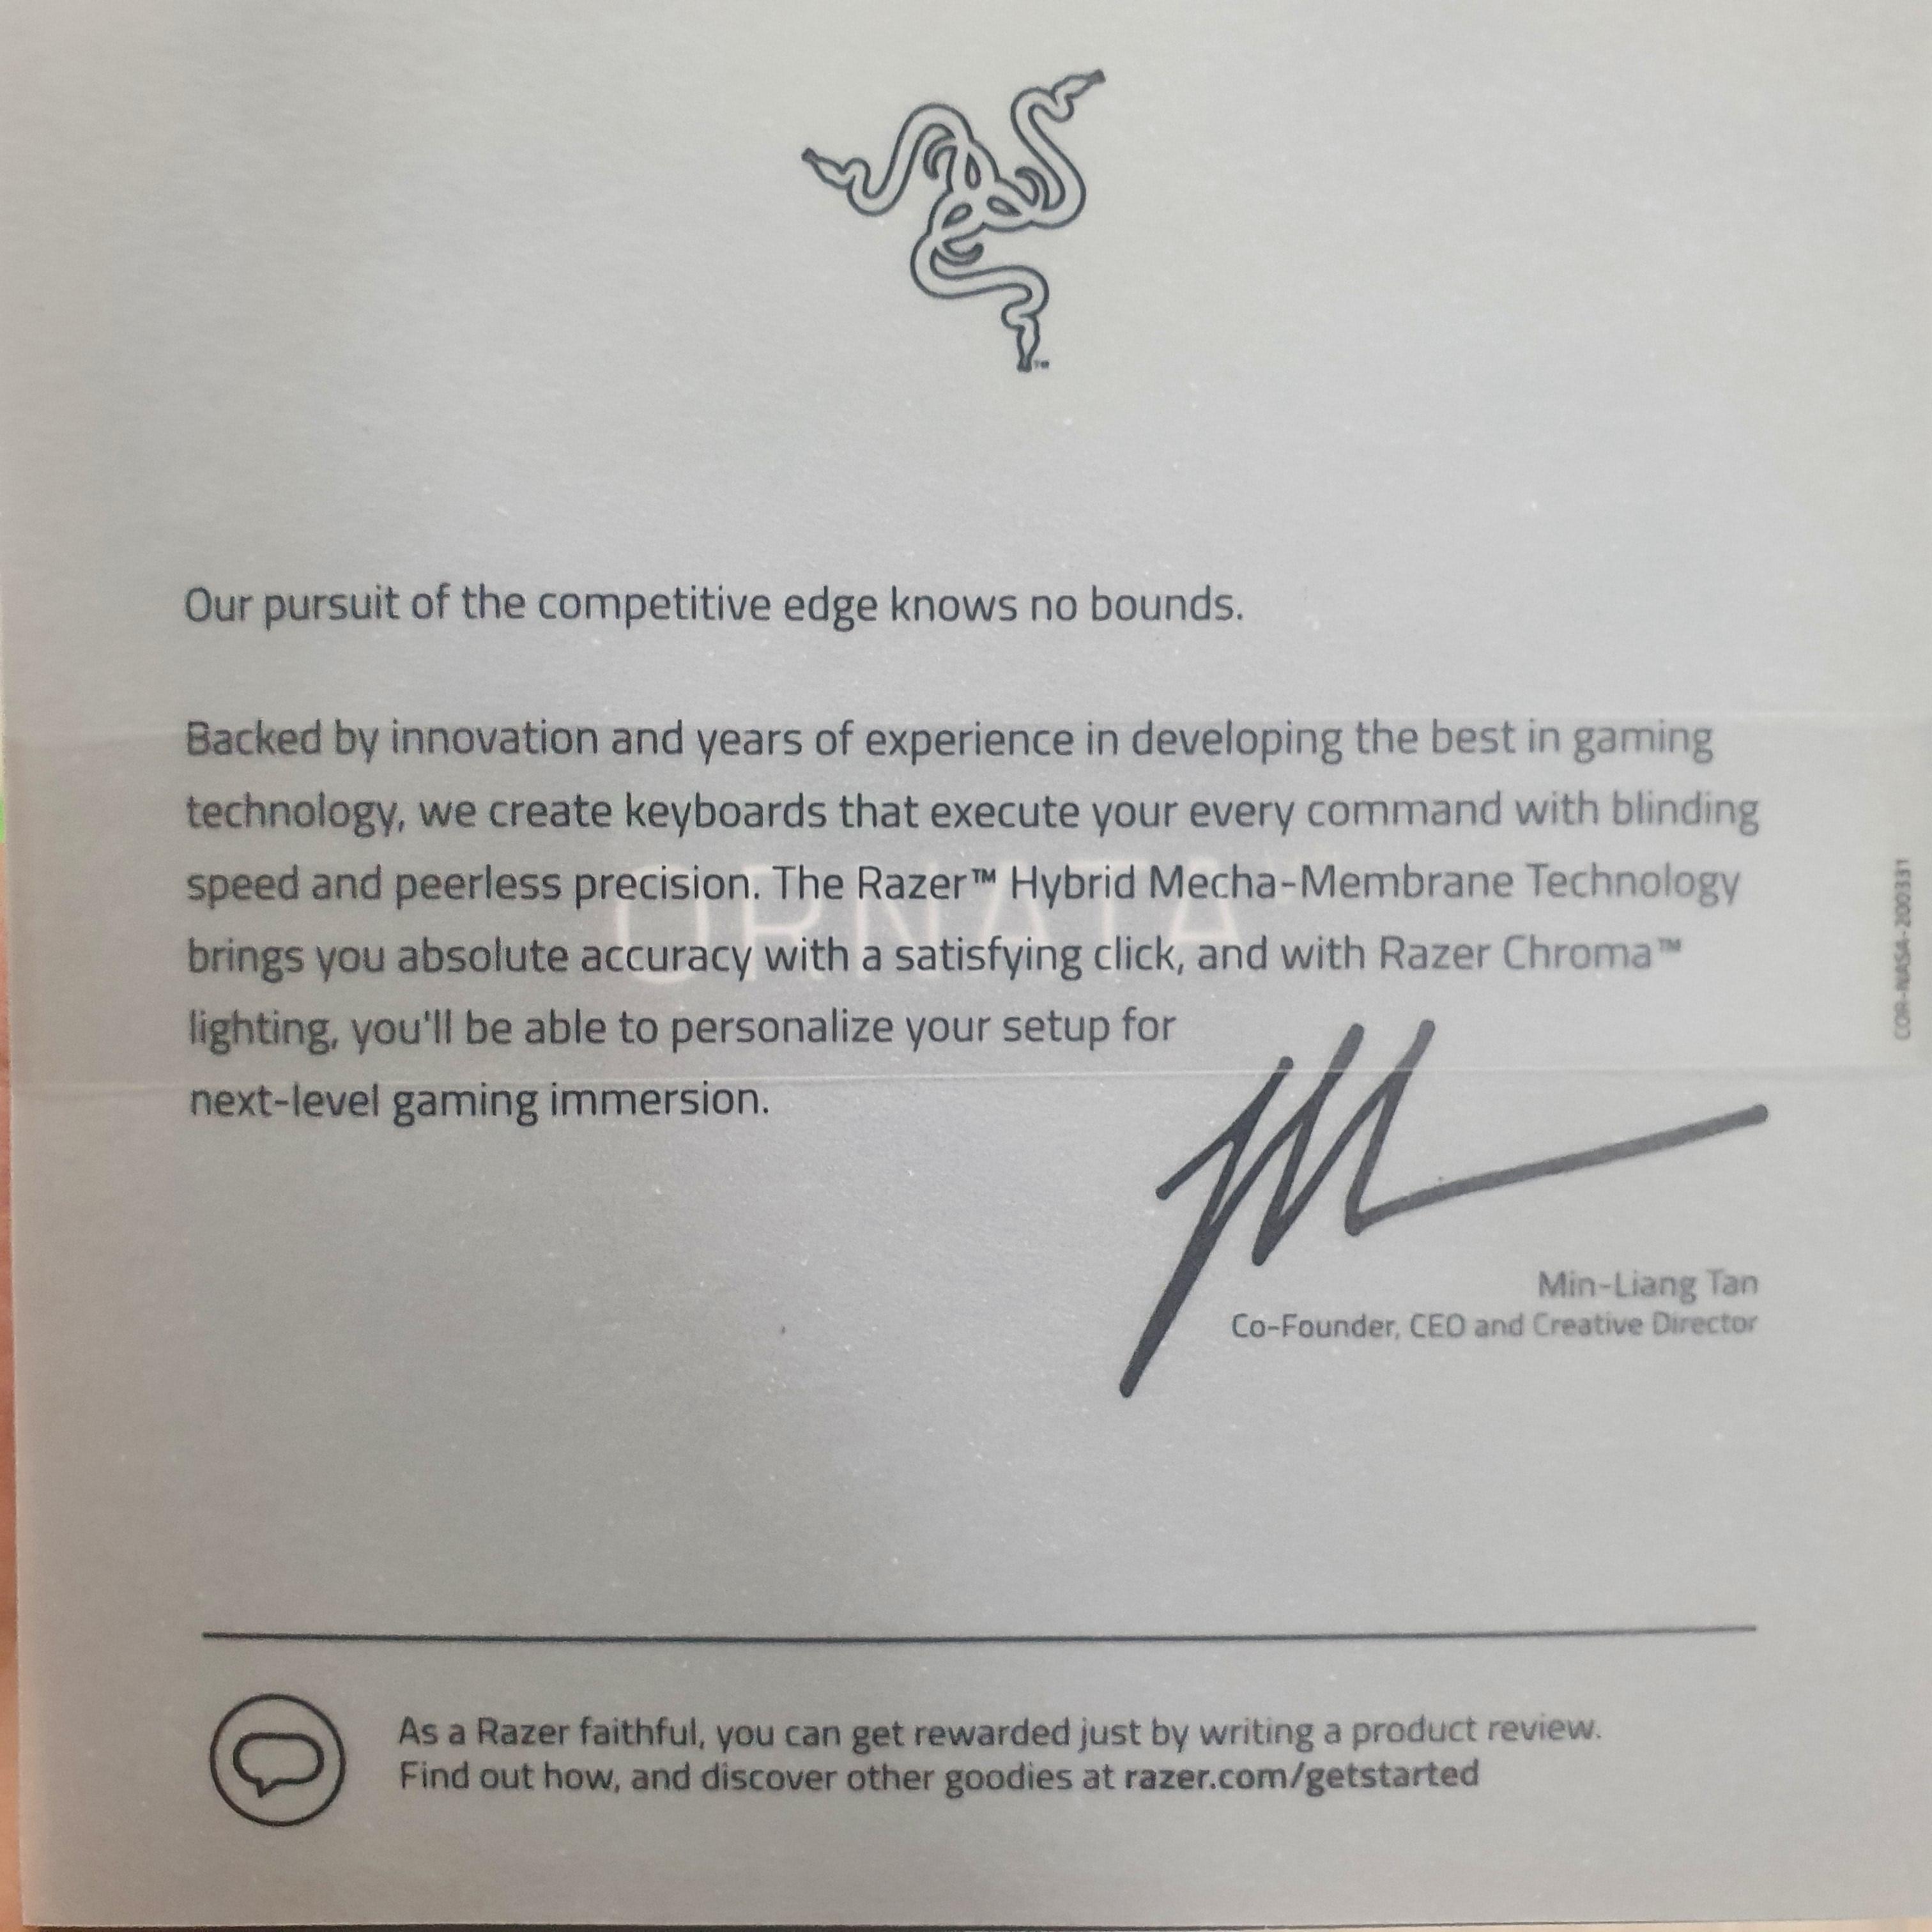 Our pursuit of the competitive edge knows no bounds.
Backed by innovation and years of experience in developing the best in gaming
technology, we create keyboards that execute your every command with blinding
speed and peerless precision. The Razer™ Hybrid Mecha-Membrane Technology
brings you absolute accuracy with a satisfying click, and with Razer Chroma™
lighting, you'll be able to personalize your setup for
next-level gaming immersion.
ORNATA
Min-Liang Tan
Co-Founder, CEO and Creative Director
COR-NASA-200331
As a Razer faithful, you can get rewarded just by writing a product review.
Find out how, and discover other goodies at razer.com/getstarted